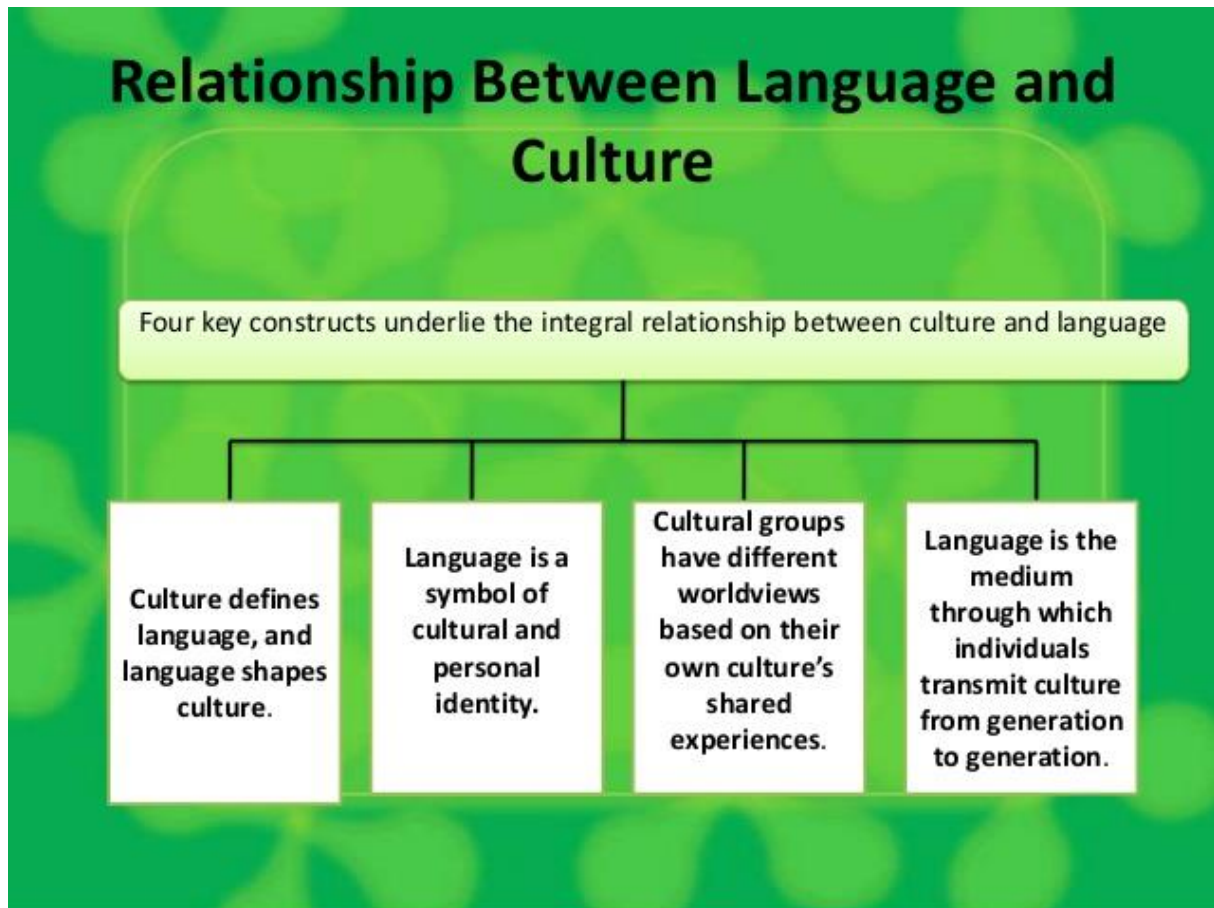 Relationship Between Language and
Culture
Four key constructs underlie the integral relationship between culture and language
Culture defines
language, and
language shapes
culture.
Language is a
symbol of
cultural and
personal
identity.
Cultural groups
have different
worldviews
based on their
own culture’s
shared
experiences.
Language is the
medium
through which
individuals
transmit culture
from generation
to generation.